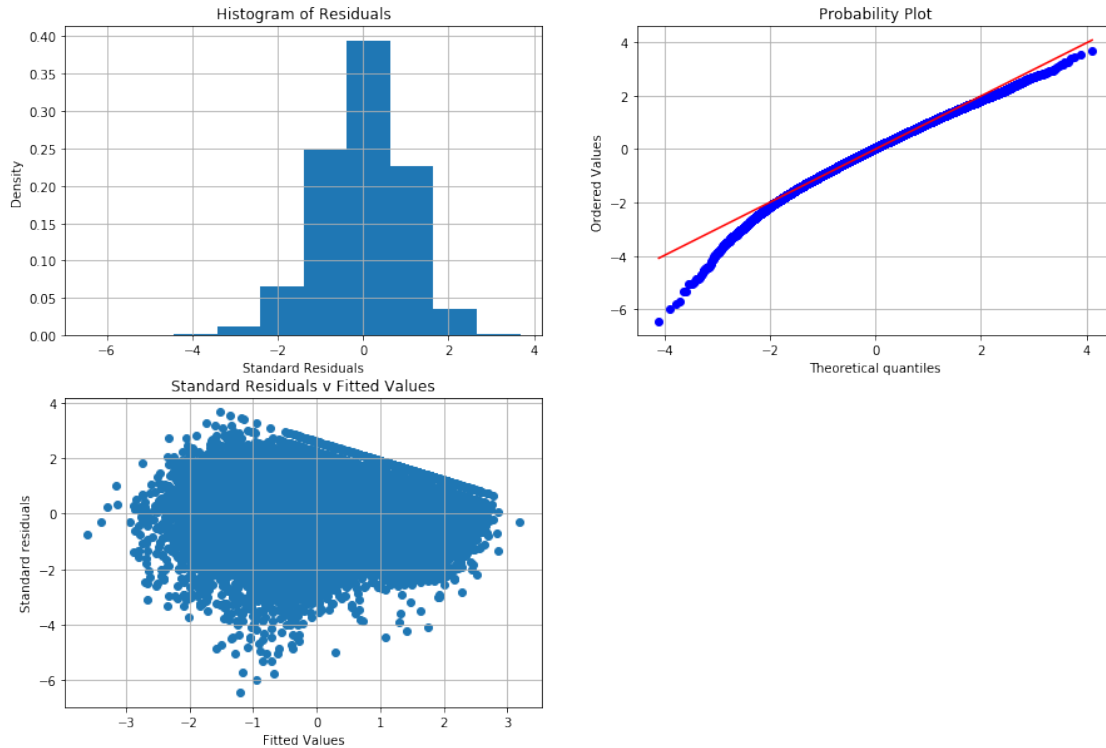 Histogram of Residuals
0.40
0.35
0.30
0.25
0.20
0.15
0.10
0.05
0.00
Density
−6 −4 −2 0 2 4
Standard Residuals
Probability Plot
4
2
0
−2
−4
−6
Ordered Values
−4 −2 0 2 4
Theoretical quantiles
Standard Residuals v Fitted Values
4
2
0
−2
−4
−6
Standard residuals
−3 −2 −1 0 1 2 3
Fitted Values